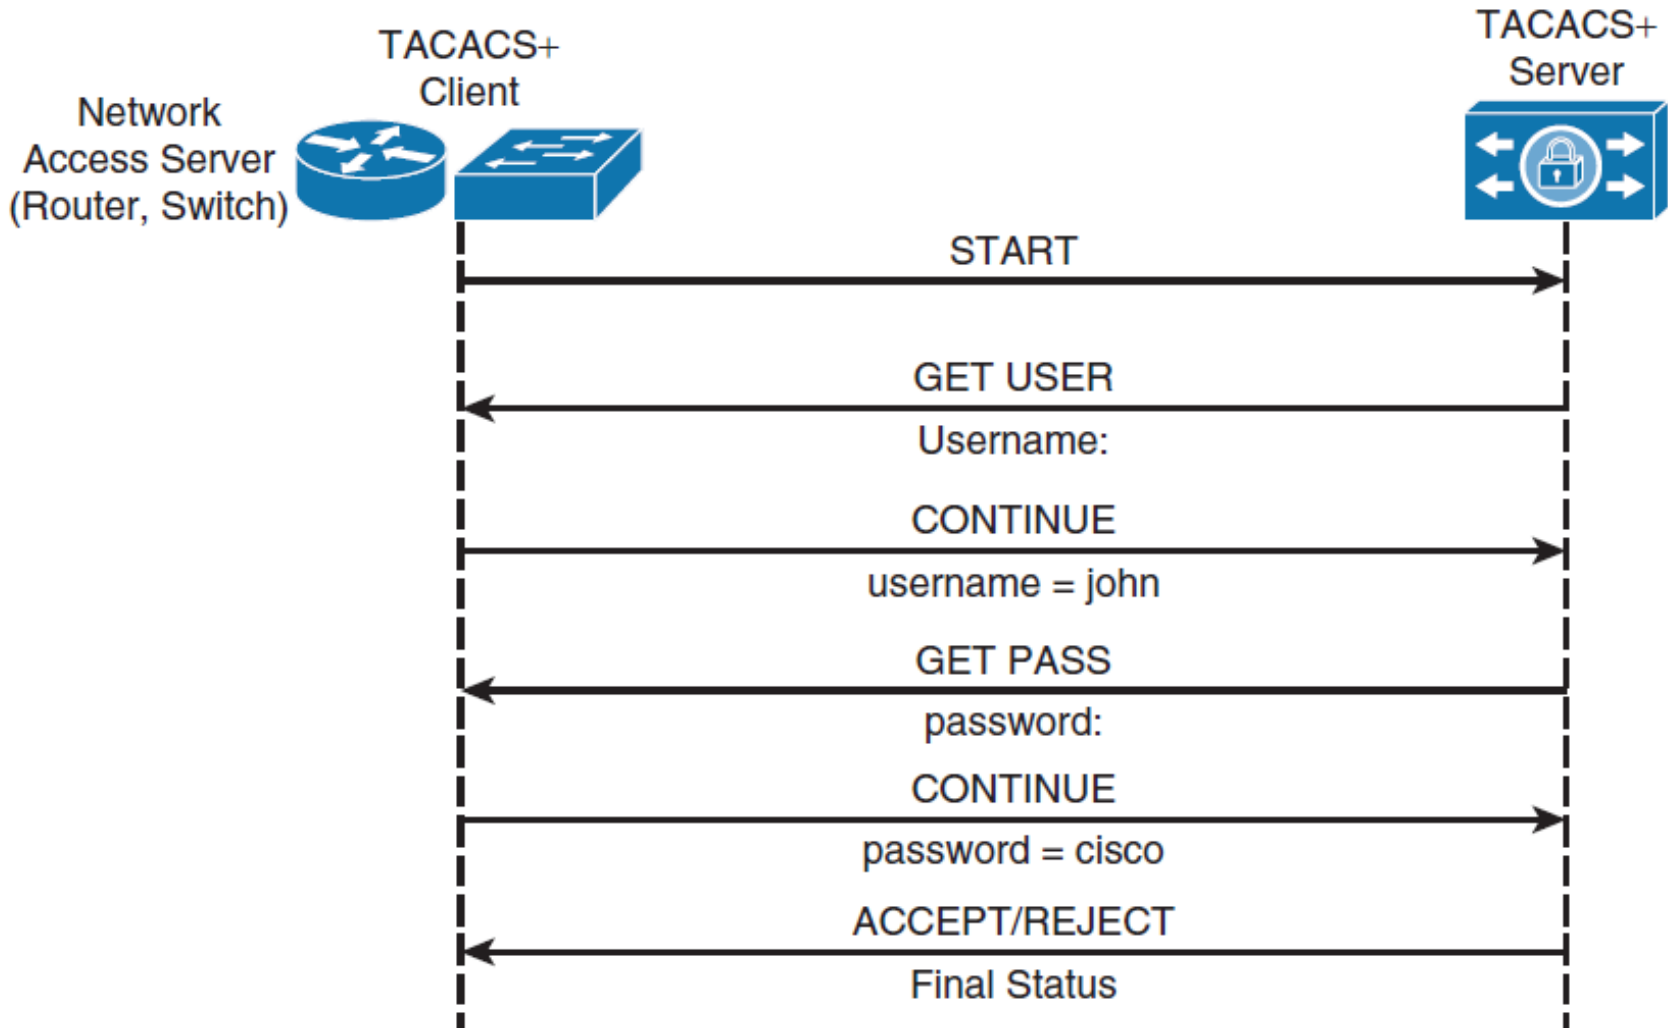 TACACS+
Client
TACACS+
Server
Network
Access Server
(Router, Switch)
START
GET USER
Username:
CONTINUE
username = john
GET PASS
password:
CONTINUE
password = cisco
ACCEPT/REJECT
Final Status